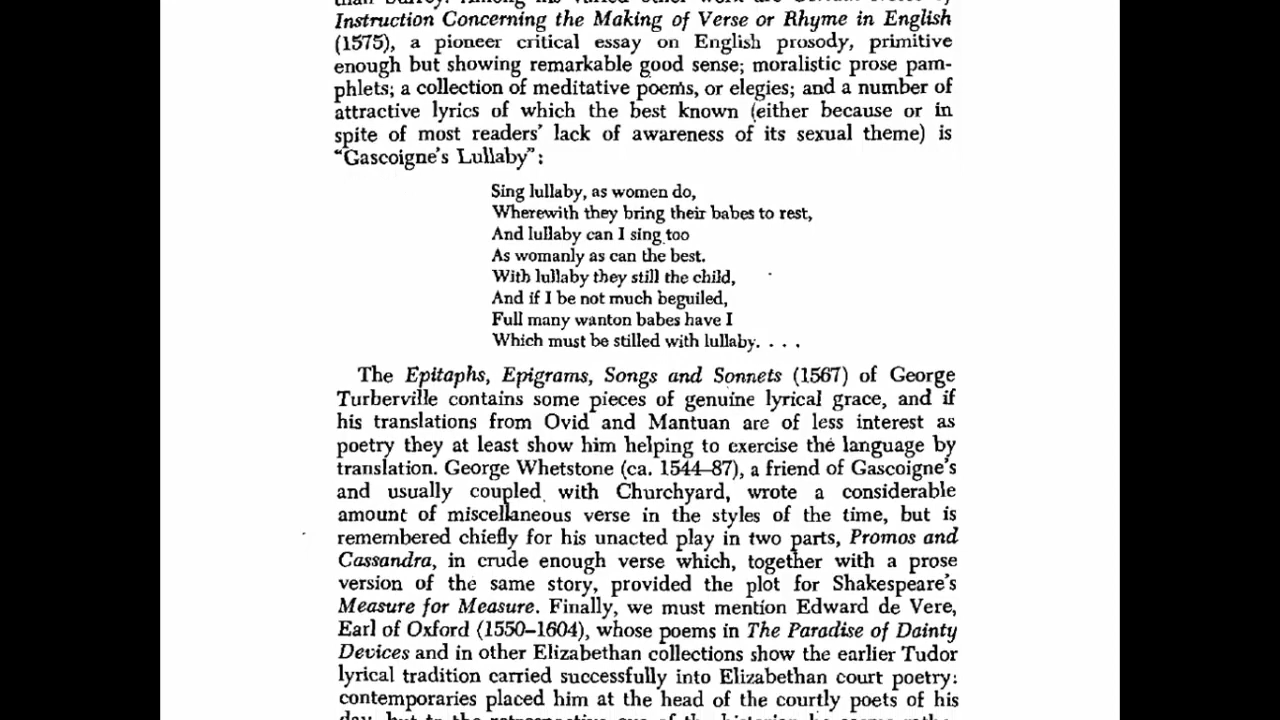 Instruction Concerning the Making of Verse or Rhyme in English
(1575), a pioneer critical essay on English prosody, primitive
enough but showing remarkable good sense; moralistic prose pam-
phlets; a collection of meditative poems, or elegies; and a number of
attractive lyrics of which the best known (either because or in
spite of most readers' lack of awareness of its sexual theme) is
"Gascoigne's Lullaby":
Sing lullaby, as women do,
Wherewith they bring their babes to rest,
And lullaby can I sing too
As womanly as can the best.
With lullaby they still the child,
And if I be not much beguiled,
Full many wanton babes have I
Which must be stilled with lullaby. . . .
The Epitaphs, Epigrams, Songs and Sonnets (1567) of George
Turberville contains some pieces of genuine lyrical grace, and if
his translations from Ovid and Mantuan are of less interest as
poetry they at least show him helping to exercise the language by
translation. George Whetstone (ca. 1544–87), a friend of Gascoigne's
and usually coupled with Churchyard, wrote a considerable
amount of miscellaneous verse in the styles of the time, but is
remembered chiefly for his unacted play in two parts, Promos and
Cassandra, in crude enough verse which, together with a prose
version of the same story, provided the plot for Shakespeare's
Measure for Measure. Finally, we must mention Edward de Vere,
Earl of Oxford (1550–1604), whose poems in The Paradise of Dainty
Devices and in other Elizabethan collections show the earlier Tudor
lyrical tradition carried successfully into Elizabethan court poetry:
contemporaries placed him at the head of the courtly poets of his